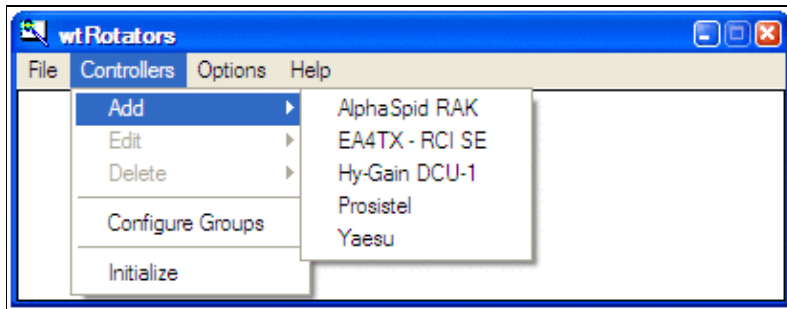 wtRotators
File Controllers Options Help
Add
Edit
Delete
Configure Groups
Initialize
AlphaSpid RAK
EA4TX - RCI SE
Hy-Gain DCU-1
Prosistel
Yaesu